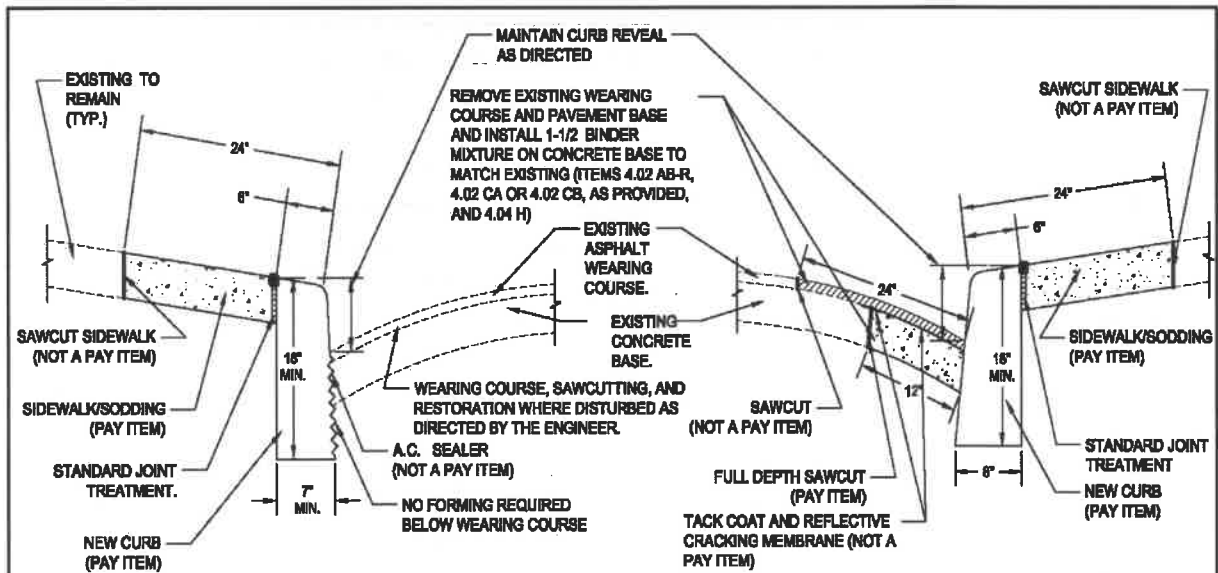 MAINTAIN CURB REVEAL
AS DIRECTED
EXISTING TO
REMAIN
(TYP.)
24"
6"
REMOVE EXISTING WEARING
COURSE AND PAVEMENT BASE
AND INSTALL 1-1/2 BINDER
MIXTURE ON CONCRETE BASE TO
MATCH EXISTING (ITEMS 4.02 AB-R,
4.02 CA OR 4.02 CB, AS PROVIDED,
AND 4.04 H)
SAWCUT SIDEWALK
(NOT A PAY ITEM)
24"
6"
EXISTING
ASPHALT
WEARING
COURSE.
EXISTING
CONCRETE
BASE.
SAWCUT SIDEWALK
(NOT A PAY ITEM)
SIDEWALK/SODDING
(PAY ITEM)
STANDARD JOINT
TREATMENT.
NEW CURB
(PAY ITEM)
MIN.
7"
MIN.
WEARING COURSE, SAWCUTTING, AND
RESTORATION WHERE DISTURBED AS
DIRECTED BY THE ENGINEER.
A.C. SEALER
(NOT A PAY ITEM)
NO FORMING REQUIRED
BELOW WEARING COURSE
24"
12"
SAWCUT
(NOT A PAY ITEM)
FULL DEPTH SAWCUT
(PAY ITEM)
TACK COAT AND REFLECTIVE
CRACKING MEMBRANE (NOT A
PAY ITEM)
MIN.
SIDEWALK/SODDING
(PAY ITEM)
STANDARD JOINT
TREATMENT
NEW CURB
(PAY ITEM)